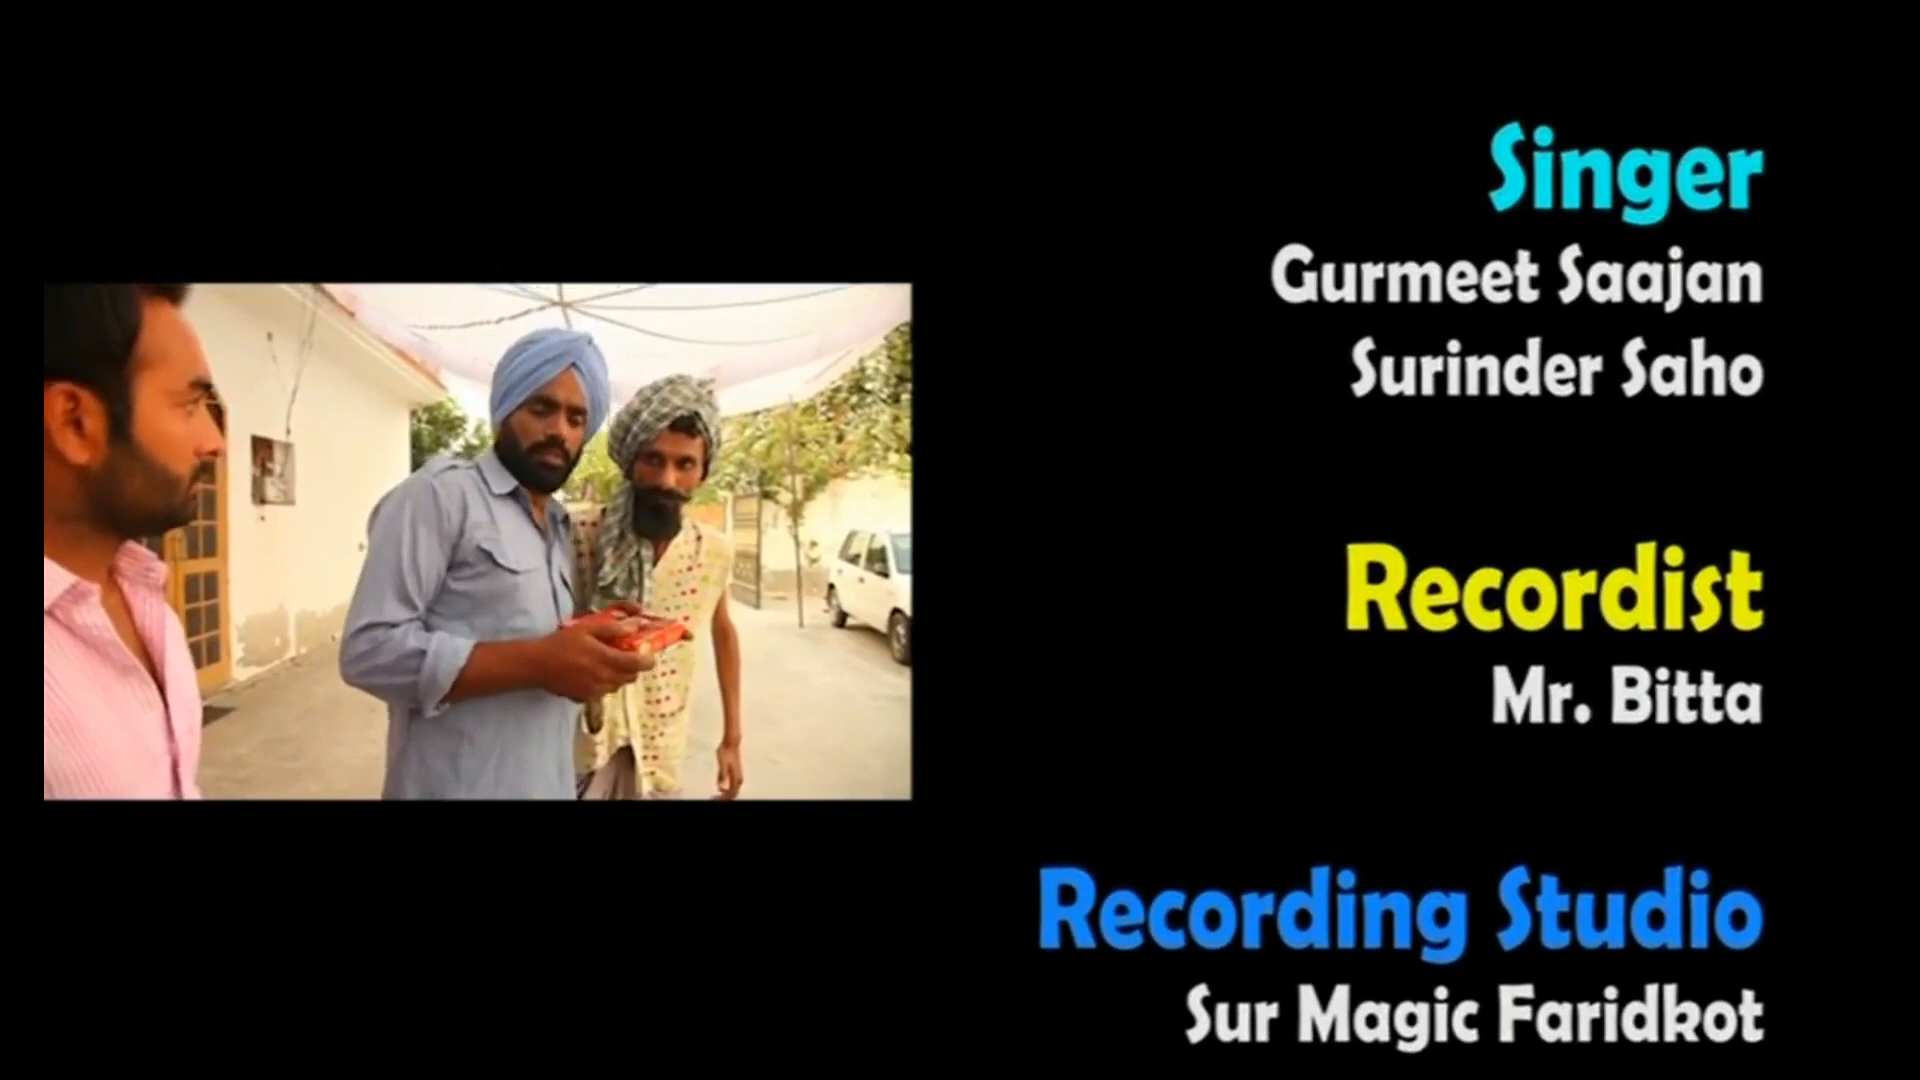 Singer
Gurmeet Saajan
Surinder Saho
Recordist
Mr. Bitta
Recording Studio
Sur Magic Faridkot